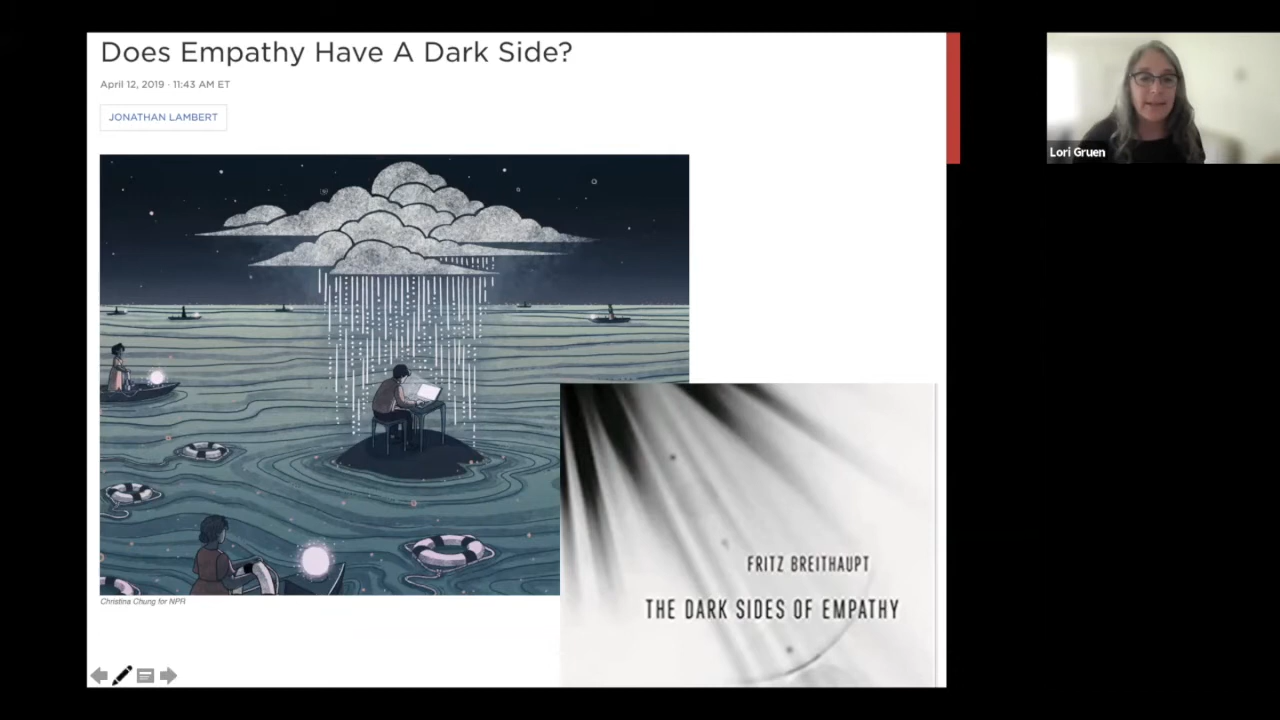 Does Empathy Have A Dark Side?
April 12, 2019 · 11:43 AM ET
JONATHAN LAMBERT
Lori Gruen
FRITZ BREITHAUPT
THE DARK SIDES OF EMPATHY
Christina Chung for NPR